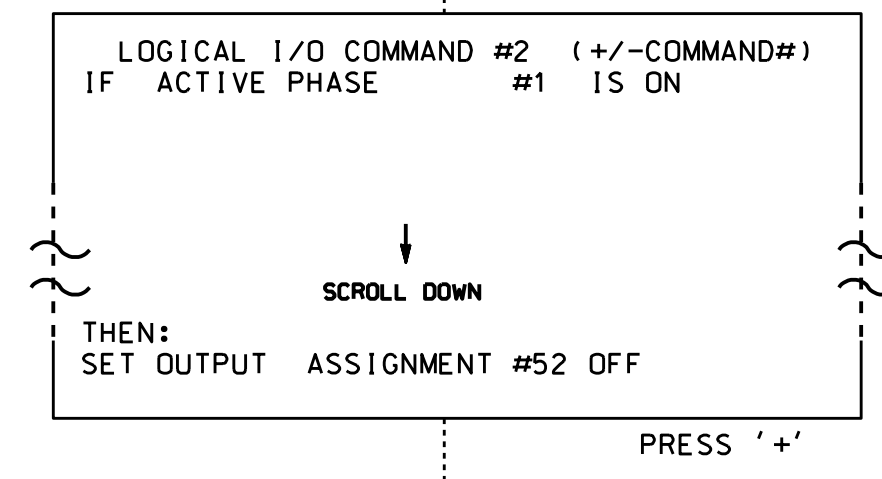 LOGICAL I/O COMMAND #2 (+/-COMMAND#)
IF ACTIVE PHASE #1 IS ON
SCROLL DOWN
THEN:
SET OUTPUT ASSIGNMENT #52 OFF
PRESS '+'